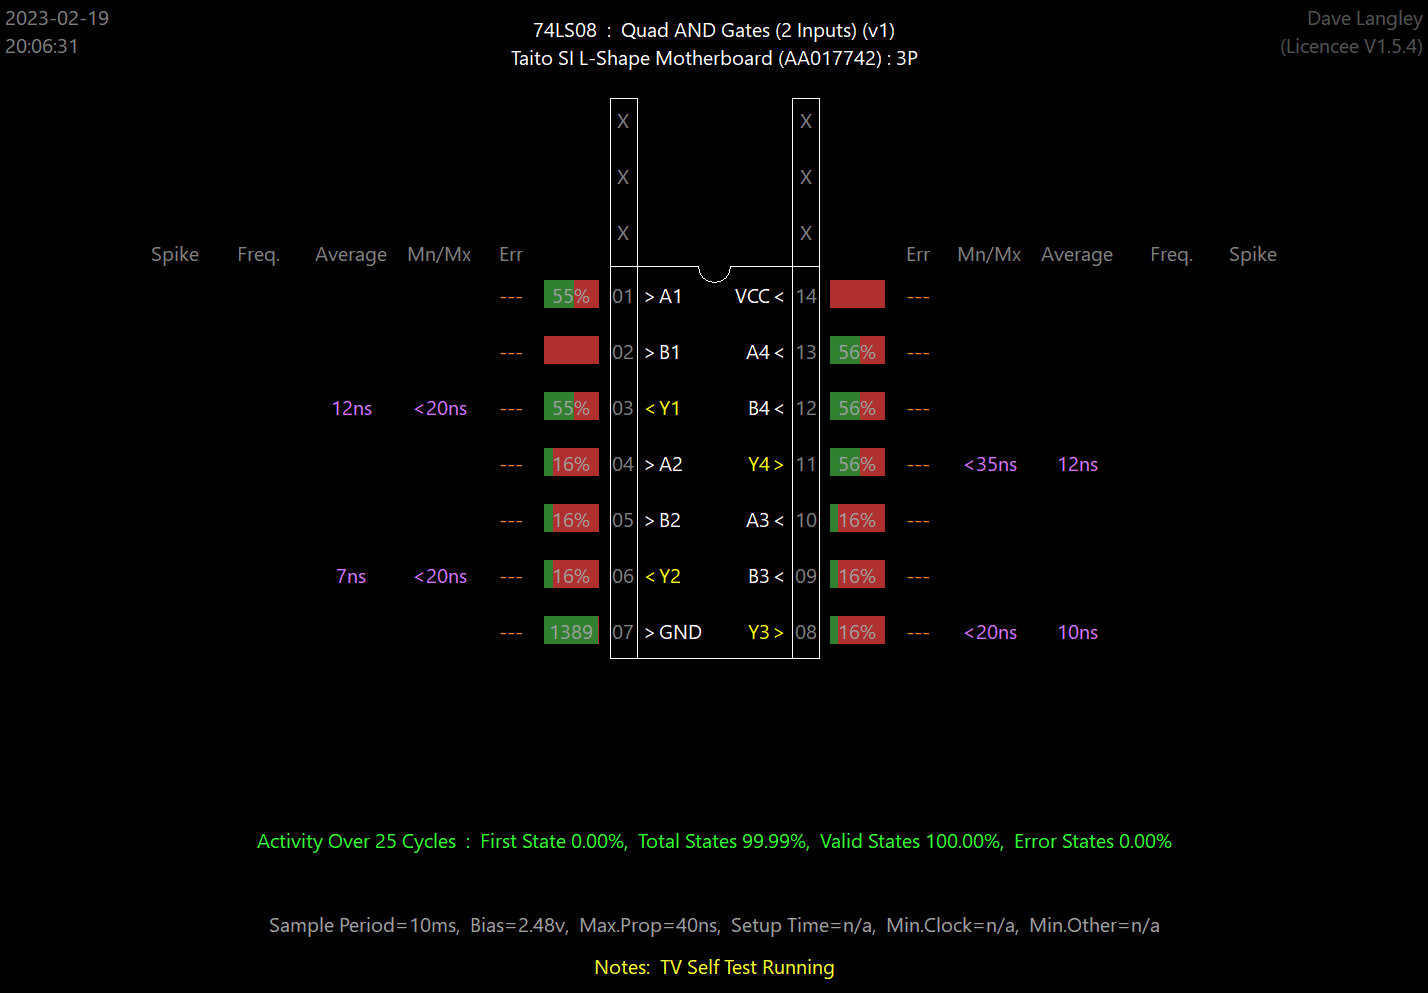 2023-02-19
20:06:31
74LS08 : Quad AND Gates (2 Inputs) (v1)
Taito SI L-Shape Motherboard (AA017742) : 3P
Dave Langley
(Licencee V1.5.4)
X X
X X
X X
Spike Freq. Average Mn/Mx Err Err Mn/Mx Average Freq. Spike
--- 55% 01 > A1 VCC < 14 ---
--- 02 > B1 A4 < 13 56% ---
12ns <20ns --- 55% 03 < Y1 B4 < 12 56% ---
--- 16% 04 > A2 Y4 > 11 56% --- <35ns 12ns
--- 16% 05 > B2 A3 < 10 16% ---
7ns <20ns --- 16% 06 < Y2 B3 < 09 16% ---
--- 1389 07 > GND Y3 > 08 16% --- <20ns 10ns
Activity Over 25 Cycles : First State 0.00%, Total States 99.99%, Valid States 100.00%, Error States 0.00%
Sample Period=10ms, Bias=2.48v, Max.Prop=40ns, Setup Time=n/a, Min.Clock=n/a, Min.Other=n/a
Notes: TV Self Test Running